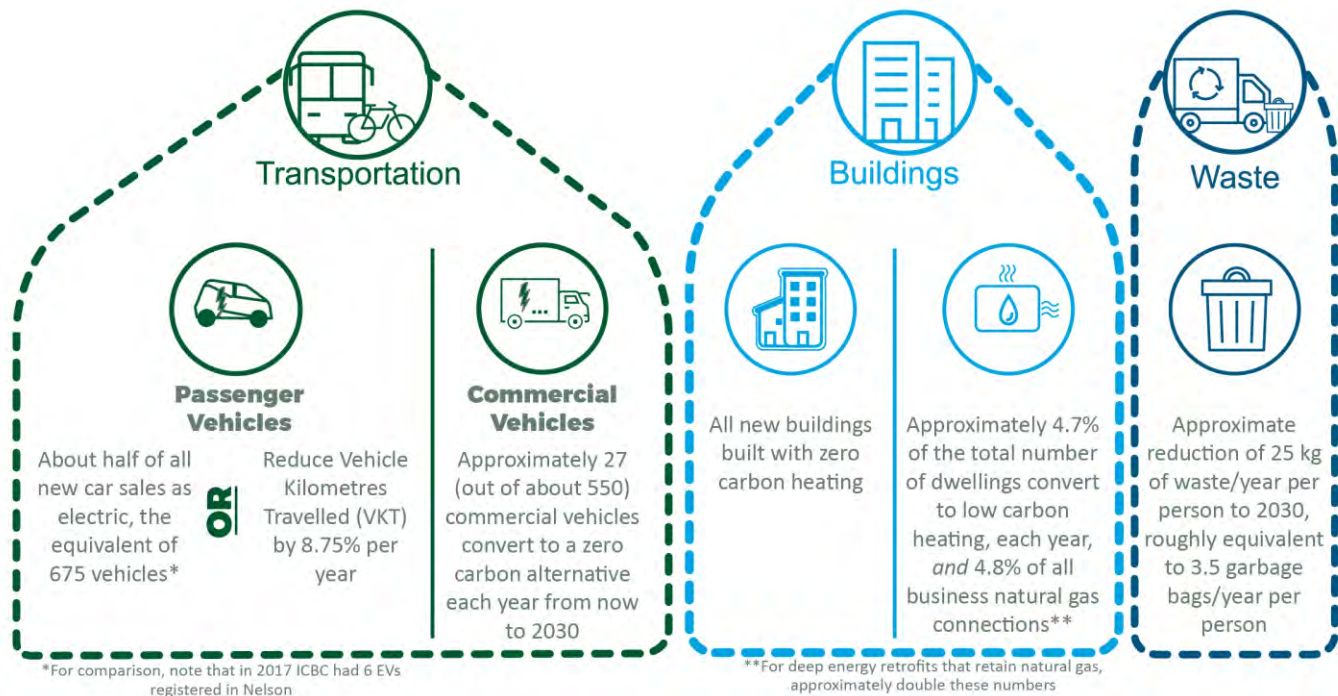 Transportation
Passenger
Vehicles
About half of all
new car sales as
electric, the
equivalent of
675 vehicles*
OR
Reduce Vehicle
Kilometres
Travelled (VKT)
by 8.75% per
year
Commercial
Vehicles
Approximately 27
(out of about 550)
commercial vehicles
convert to a zero
carbon alternative
each year from now
to 2030
*For comparison, note that in 2017 ICBC had 6 EVs
registered in Nelson
Buildings
All new buildings
built with zero
carbon heating
Approximately 4.7%
of the total number
of dwellings convert
to low carbon
heating, each year,
and 4.8% of all
business natural gas
connections**
**For deep energy retrofits that retain natural gas,
approximately double these numbers
Waste
Approximate
reduction of 25 kg
of waste/year per
person to 2030,
roughly equivalent
to 3.5 garbage
bags/year per
person